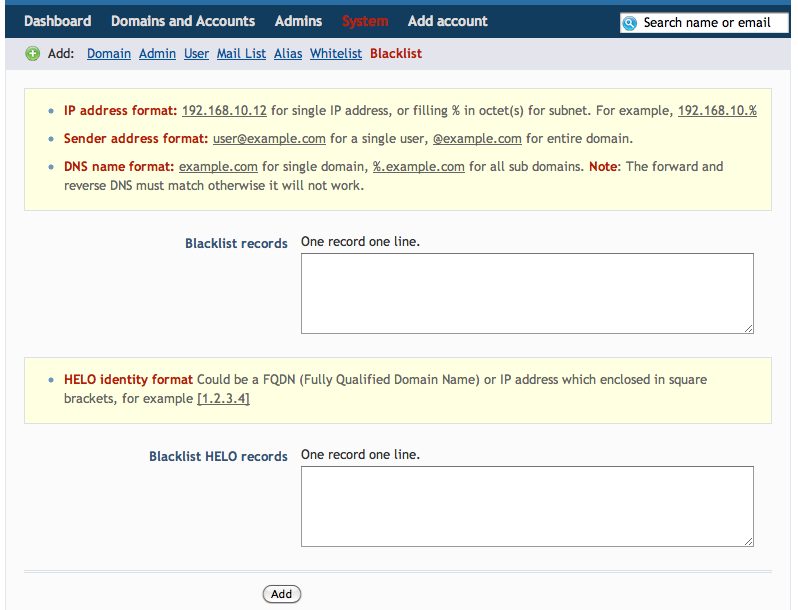 Dashboard Domains and Accounts Admins System Add account Search name or email
Add: Domain Admin User Mail List Alias Whitelist Blacklist
IP address format: 192.168.10.12 for single IP address, or filling % in octet(s) for subnet. For example, 192.168.10.%
Sender address format: user@example.com for a single user, @example.com for entire domain.
DNS name format: example.com for single domain, %.example.com for all sub domains. Note: The forward and
reverse DNS must match otherwise it will not work.
Blacklist records One record one line.
HELO identity format Could be a FQDN (Fully Qualified Domain Name) or IP address which enclosed in square
brackets, for example [1.2.3.4]
Blacklist HELO records One record one line.
Add